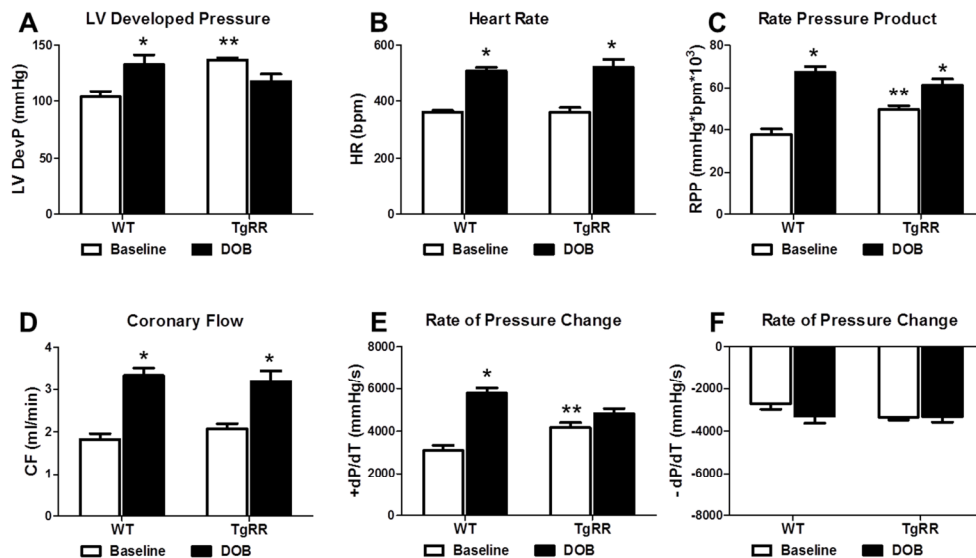 A LV Developed Pressure
LV DevP (mmHg)
150
100
50
0
*
**
WT TgRR
Baseline DOB
B Heart Rate
HR (bpm)
600
400
200
0
*
*
WT TgRR
Baseline DOB
C Rate Pressure Product
RPP (mmHg*bpm*10³)
80
60
40
20
0
*
**
*
WT TgRR
Baseline DOB
D Coronary Flow
CF (ml/min)
4
3
2
1
0
*
*
WT TgRR
Baseline DOB
E Rate of Pressure Change
+dP/dT (mmHg/s)
8000
6000
4000
2000
0
*
**
WT TgRR
Baseline DOB
F Rate of Pressure Change
- dP/dT (mmHg/s)
0
-2000
-4000
-6000
-8000
WT TgRR
Baseline DOB